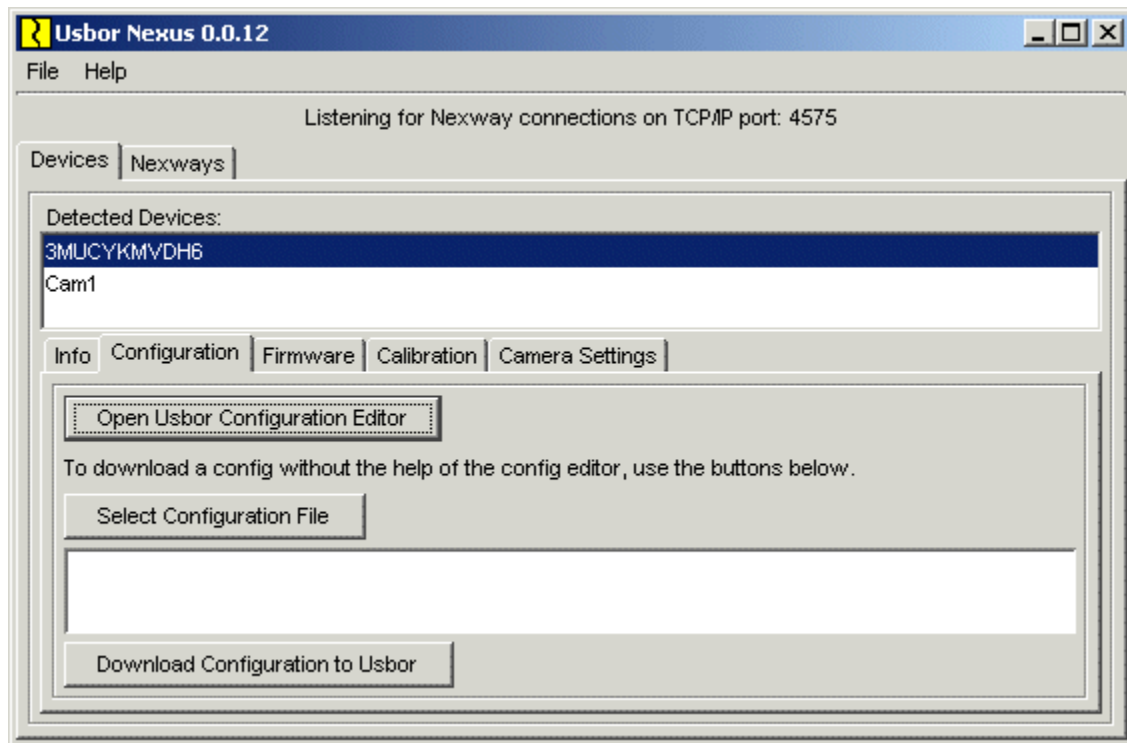 Usbor Nexus 0.0.12
File Help
Listening for Nexway connections on TCP/IP port: 4575
Devices Nexways
Detected Devices:
3MUCYKMVDH6
Cam1
Info Configuration Firmware Calibration Camera Settings
Open Usbor Configuration Editor
To download a config without the help of the config editor, use the buttons below.
Select Configuration File
Download Configuration to Usbor